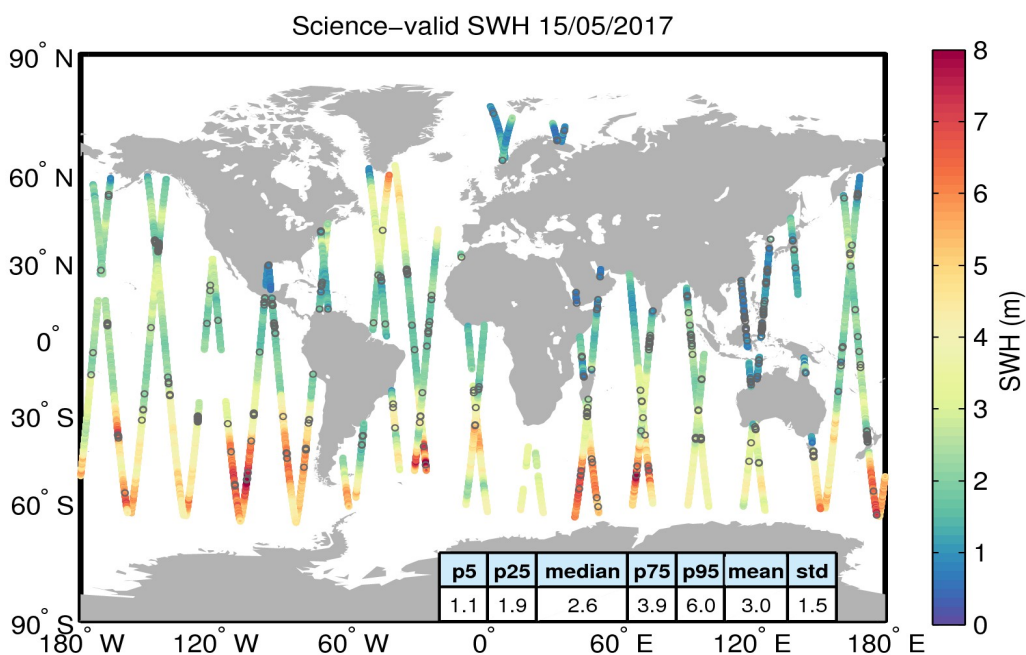 Science−valid SWH 15/05/2017
90° N
60° N
30° N
0°
30° S
60° S
90° S
180° W
120° W
60° W
0°
60° E
120° E
180° E
p5 p25 median p75 p95 mean std
1.1 1.9 2.6 3.9 6.0 3.0 1.5
8
7
6
5
4
3
2
1
0
SWH (m)